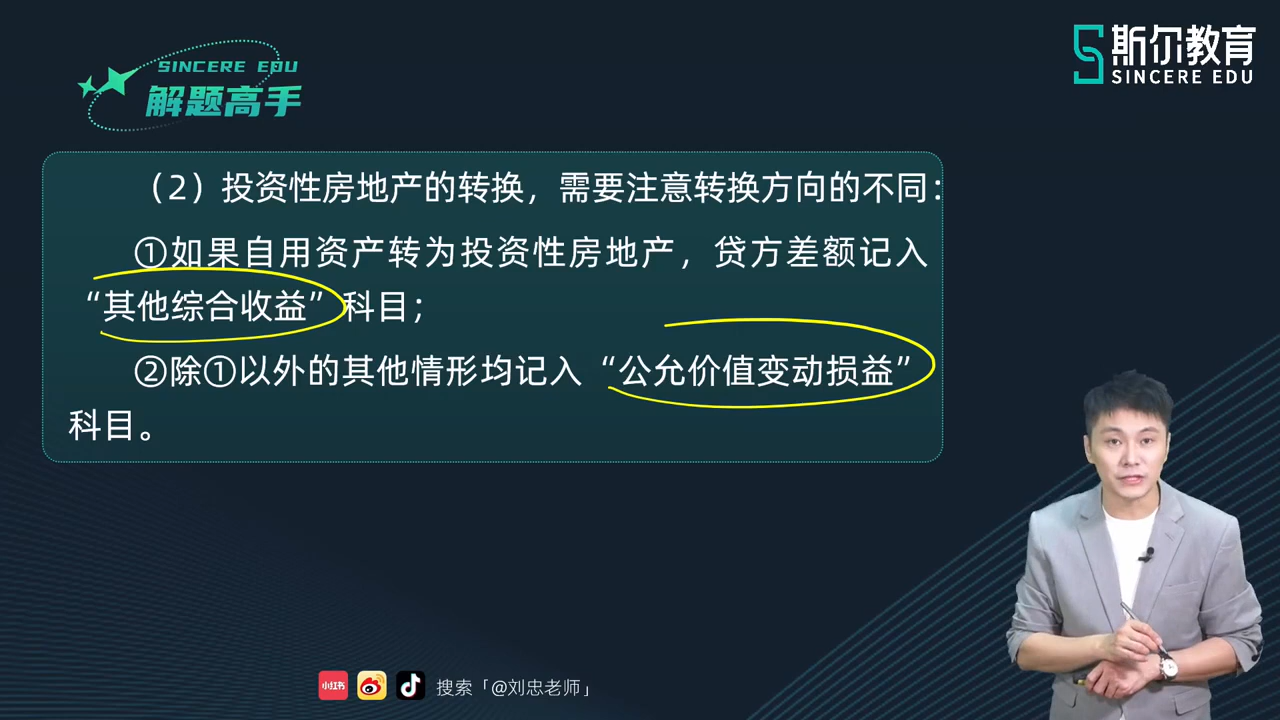 SINCERE EDU
解题高手
斯尔教育
SINCERE EDU
（2）投资性房地产的转换，需要注意转换方向的不同：
①如果自用资产转为投资性房地产，贷方差额记入
“其他综合收益”科目；
②除①以外的其他情形均记入“公允价值变动损益”
科目。
小红书
搜索「@刘忠老师」